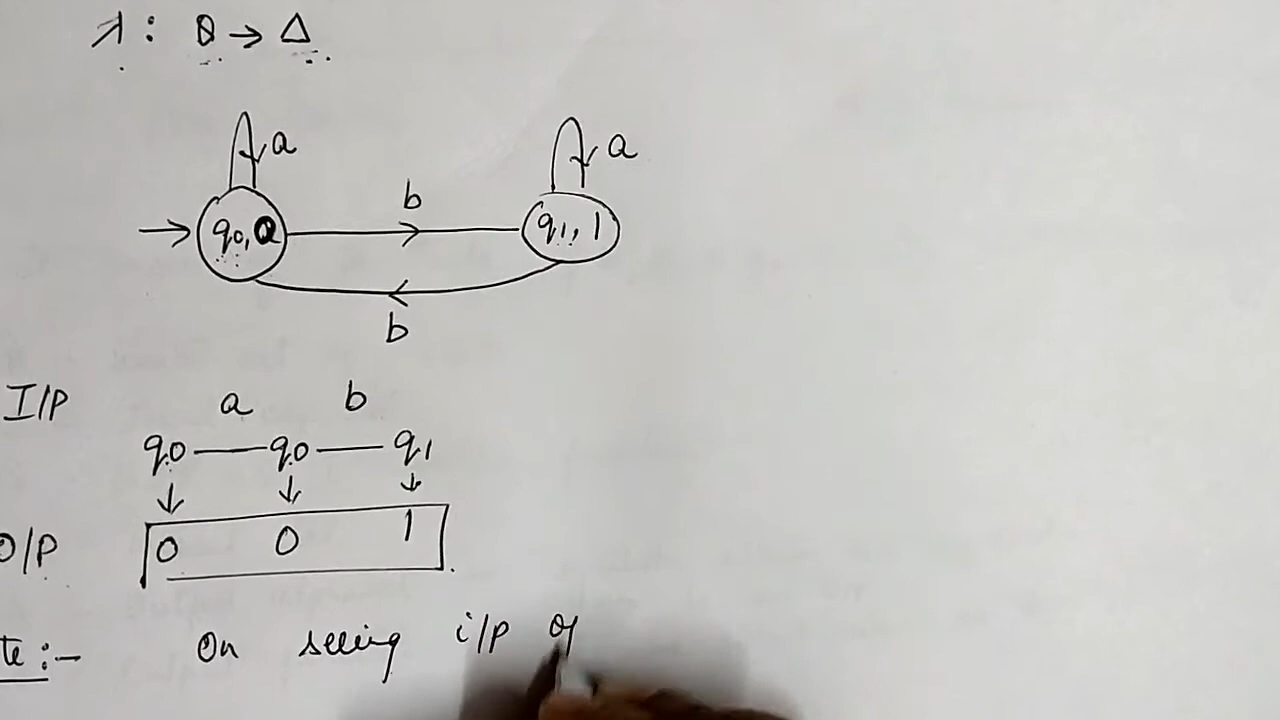 λ : Q → Δ
a a
b
→ q0, 0 q1, 1
b
I/P a b
q0 — q0 — q1
↓ ↓ ↓
O/P 0 0 1
te :- On seeing i/p of